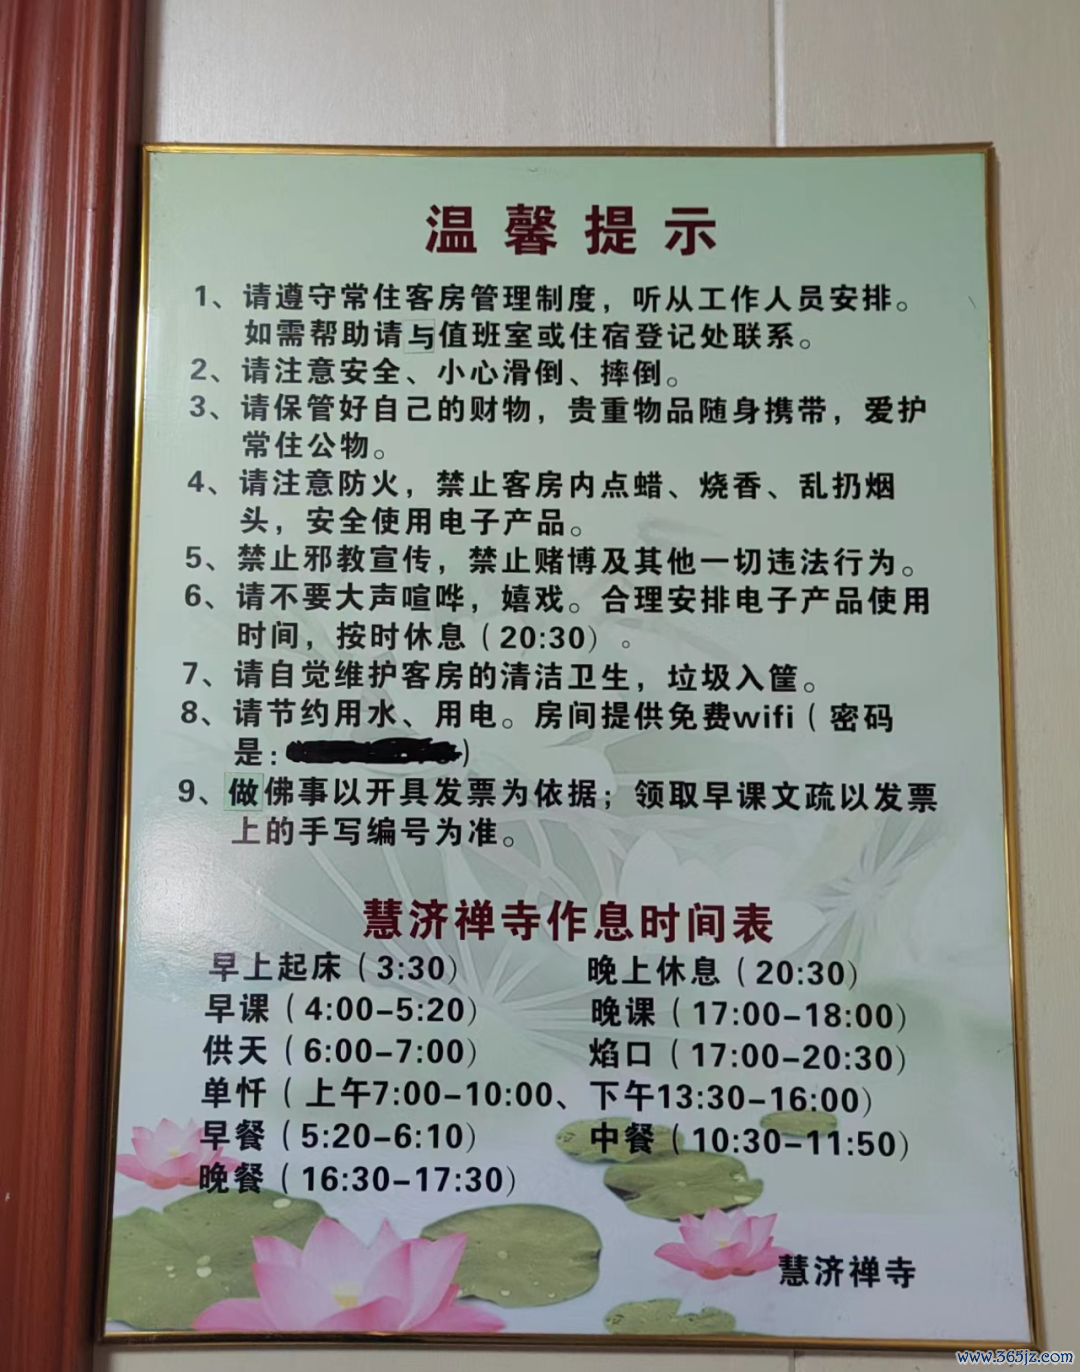 温馨提示
1、请遵守常住客房管理制度，听从工作人员安排。
如需帮助请与值班室或住宿登记处联系。
2、请注意安全、小心滑倒、摔倒。
3、请保管好自己的财物，贵重物品随身携带，爱护
常住公物。
4、请注意防火，禁止客房内点蜡、烧香、乱扔烟
头，安全使用电子产品。
5、禁止邪教宣传，禁止赌博及其他一切违法行为。
6、请不要大声喧哗，嬉戏。合理安排电子产品使用
时间，按时休息（20:30）。
7、请自觉维护客房的清洁卫生，垃圾入筐。
8、请节约用水、用电。房间提供免费wifi（密码
是：）
9、做佛事以开具发票为依据；领取早课文疏以发票
上的手写编号为准。
慧济禅寺作息时间表
早上起床（3:30） 晚上休息（20:30）
早课（4:00-5:20） 晚课（17:00-18:00）
供天（6:00-7:00） 焰口（17:00-20:30）
单忏（上午7:00-10:00、下午13:30-16:00）
早餐（5:20-6:10） 中餐（10:30-11:50）
晚餐（16:30-17:30）
慧济禅寺
www.365jz.com